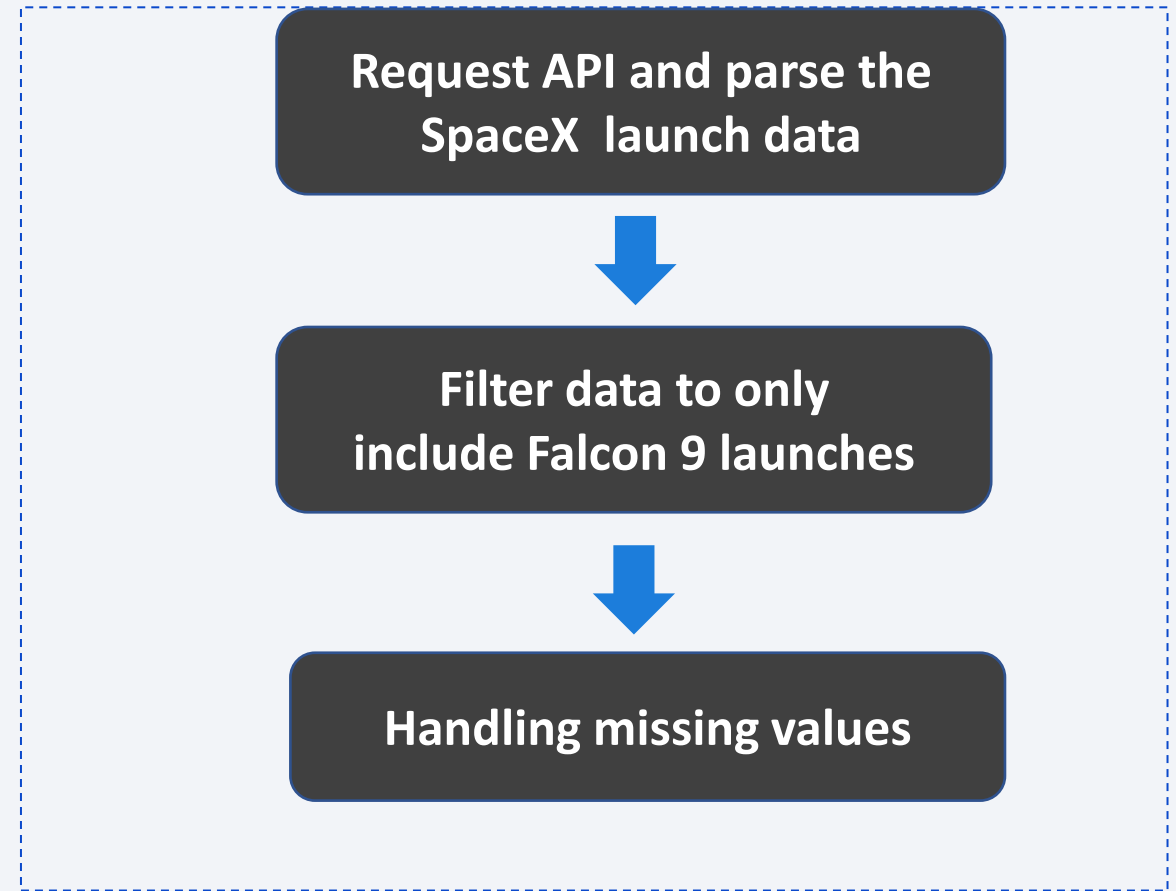 Request API and parse the
SpaceX  launch data
Filter data to only
include Falcon 9 launches
Handling missing values